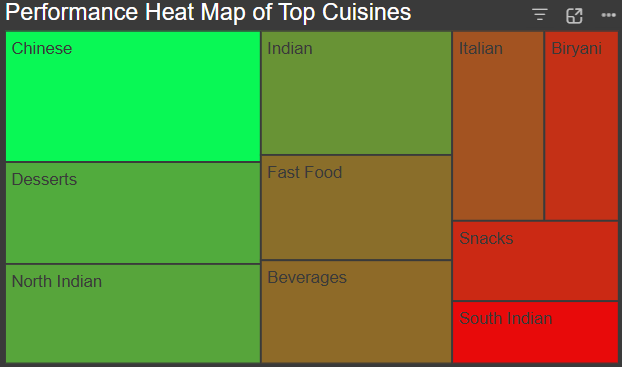 Performance Heat Map of Top Cuisines
Chinese
Desserts
North Indian
Indian
Fast Food
Beverages
Italian
Biryani
Snacks
South Indian